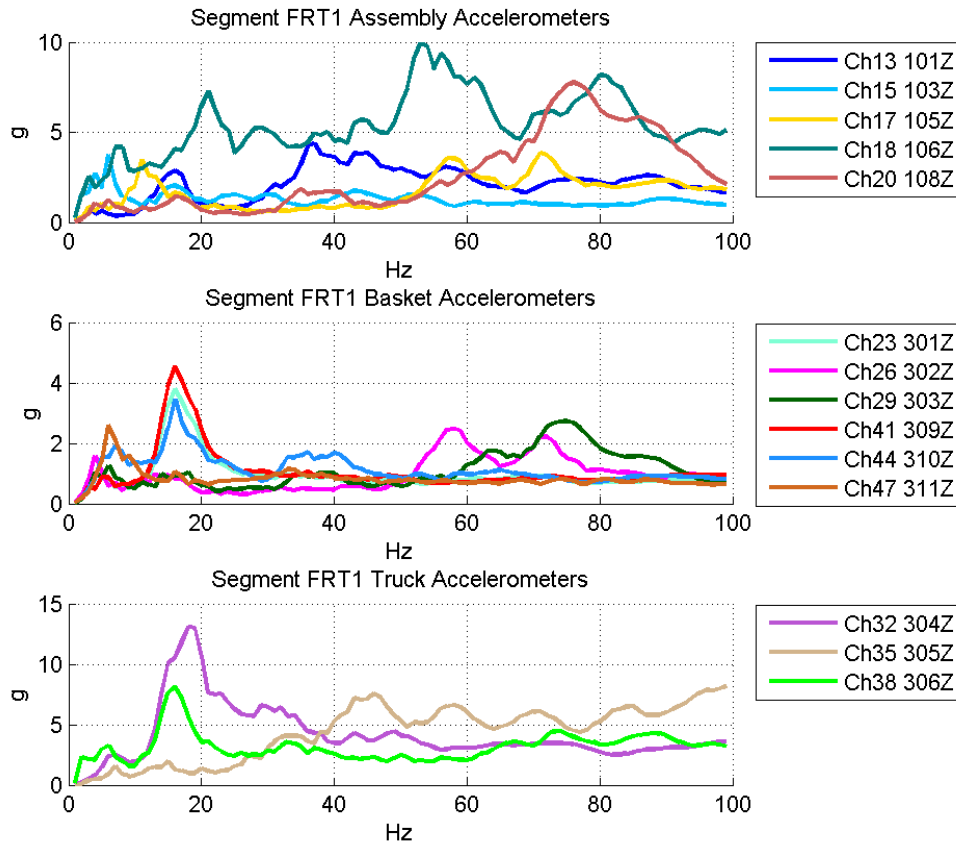 Segment FRT1 Assembly Accelerometers
10
5
0
g
0 20 40 60 80 100
Hz
Ch13 101Z
Ch15 103Z
Ch17 105Z
Ch18 106Z
Ch20 108Z
Segment FRT1 Basket Accelerometers
6
4
2
0
g
0 20 40 60 80 100
Hz
Ch23 301Z
Ch26 302Z
Ch29 303Z
Ch41 309Z
Ch44 310Z
Ch47 311Z
Segment FRT1 Truck Accelerometers
15
10
5
0
g
0 20 40 60 80 100
Hz
Ch32 304Z
Ch35 305Z
Ch38 306Z